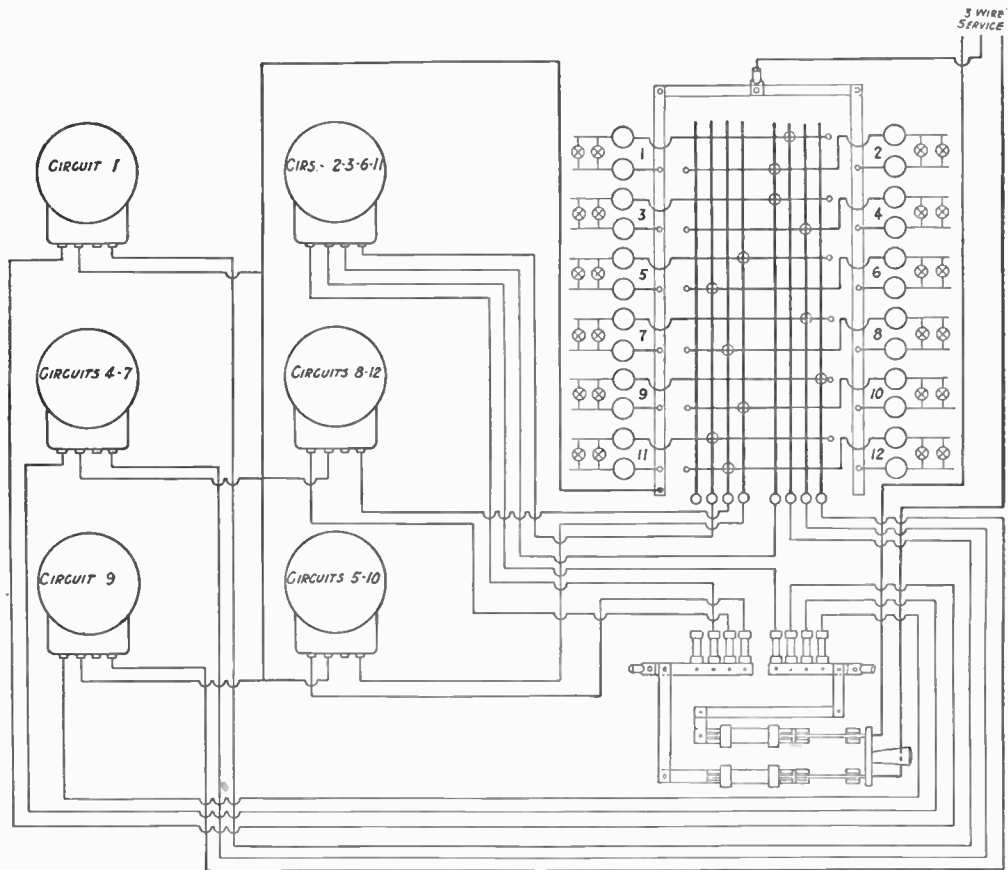 3 WIRE
SERVICE
CIRCUIT 1
CIRS.- 2-3-6-11
1
2
3
4
5
6
7
8
9
10
11
12
CIRCUITS 4-7
CIRCUITS 8-12
CIRCUIT 9
CIRCUITS 5-10